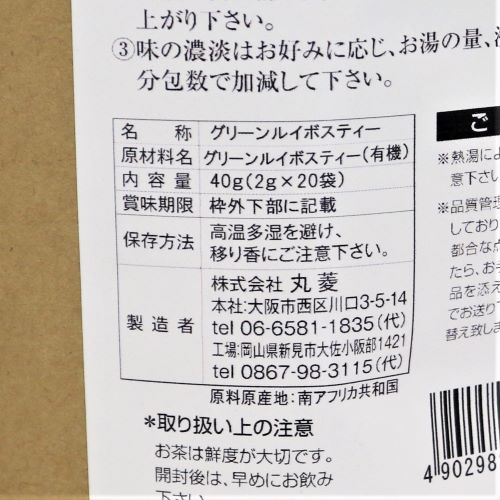 上がり下さい。
③味の濃淡はお好みに応じ、お湯の量、
分包数で加減して下さい。
名称 グリーンルイボスティー
原材料名 グリーンルイボスティー(有機)
内容量 40g(2g×20袋)
賞味期限 枠外下部に記載
保存方法 高温多湿を避け、
移り香にご注意下さい。
製造者 株式会社 丸菱
本社:大阪市西区川口3-5-14
tel 06-6581-1835(代)
工場:岡山県新見市大佐小阪部1421
tel 0867-98-3115(代)
原料原産地:南アフリカ共和国
*取り扱い上の注意
お茶は鮮度が大切です。
開封後は、早めにお飲み
下さい。
ご
※熱湯によ
意下さい
※品質管理
しており
都合な点
たら、お手
品を添え
でお送り
替え致しま
490298